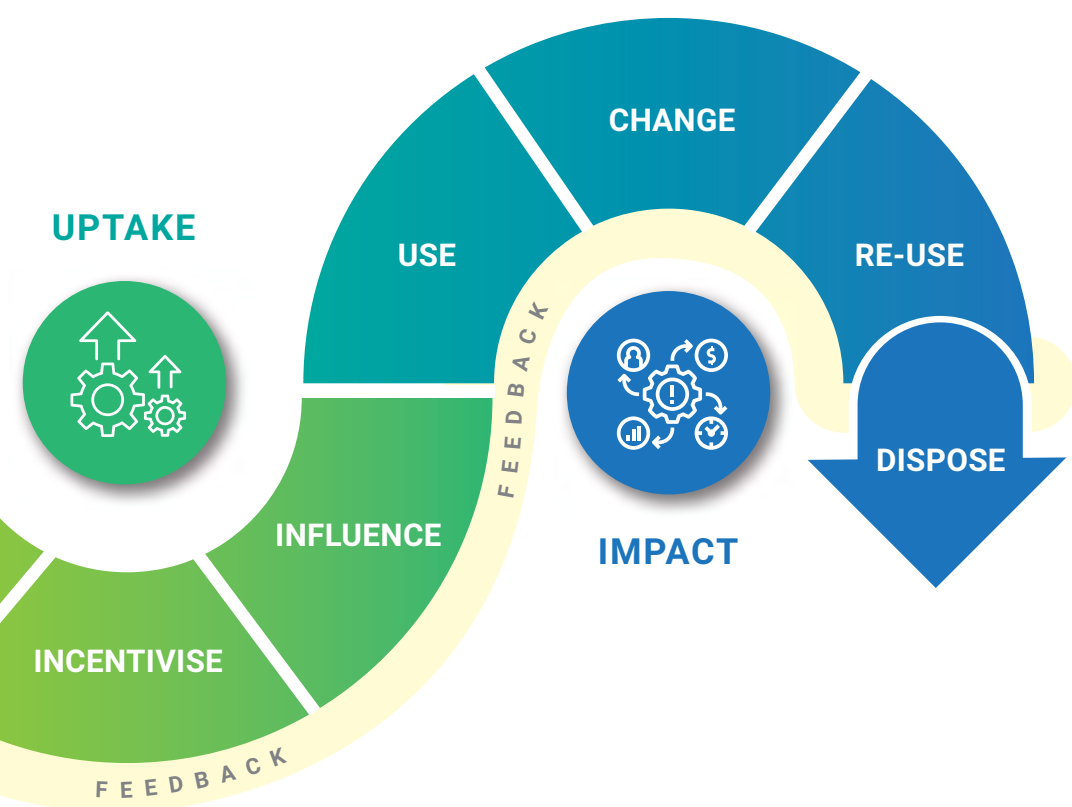 CHANGE
UPTAKE
USE
RE-USE
FEEDBACK
$
DISPOSE
INFLUENCE
IMPACT
INCENTIVISE
FEEDBACK